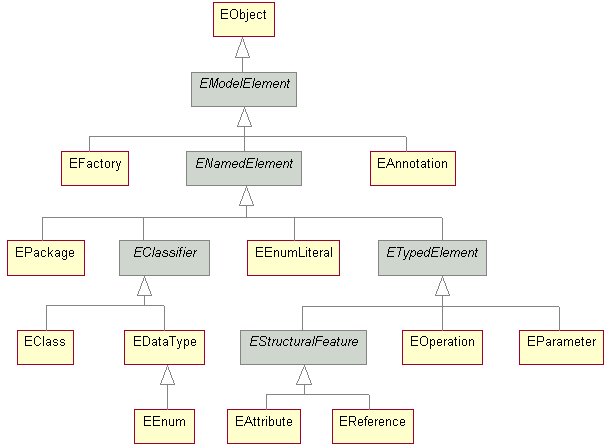 EObject
EModelElement
EFactory
ENamedElement
EAnnotation
EPackage
EClassifier
EEnumLiteral
ETypedElement
EClass
EDataType
EStructuralFeature
EOperation
EParameter
EEnum
EAttribute
EReference